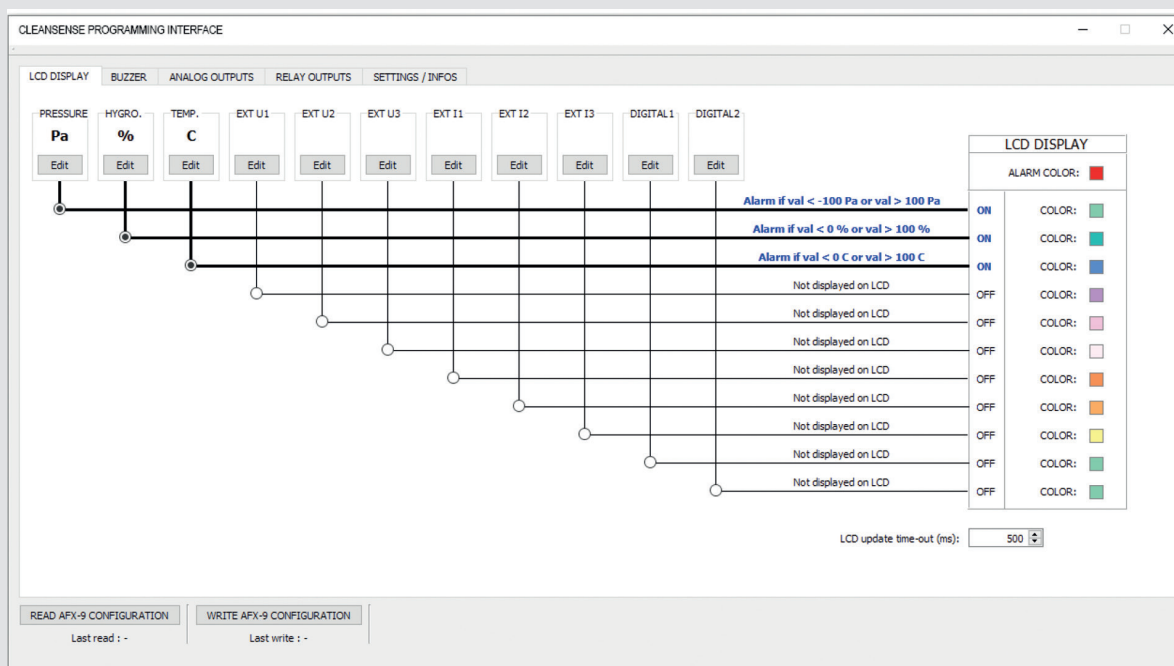 CLEANSENSE PROGRAMMING INTERFACE
LCD DISPLAY BUZZER ANALOG OUTPUTS RELAY OUTPUTS SETTINGS / INFOS
PRESSURE HYGRO. TEMP. EXT U1 EXT U2 EXT U3 EXT I1 EXT I2 EXT I3 DIGITAL1 DIGITAL2
Pa % C
Edit Edit Edit Edit Edit Edit Edit Edit Edit Edit Edit
LCD DISPLAY
ALARM COLOR:
Alarm if val < -100 Pa or val > 100 Pa ON COLOR:
Alarm if val < 0 % or val > 100 % ON COLOR:
Alarm if val < 0 C or val > 100 C ON COLOR:
Not displayed on LCD OFF COLOR:
Not displayed on LCD OFF COLOR:
Not displayed on LCD OFF COLOR:
Not displayed on LCD OFF COLOR:
Not displayed on LCD OFF COLOR:
Not displayed on LCD OFF COLOR:
Not displayed on LCD OFF COLOR:
Not displayed on LCD OFF COLOR:
LCD update time-out (ms): 500
READ AFX-9 CONFIGURATION WRITE AFX-9 CONFIGURATION
Last read : - Last write : -